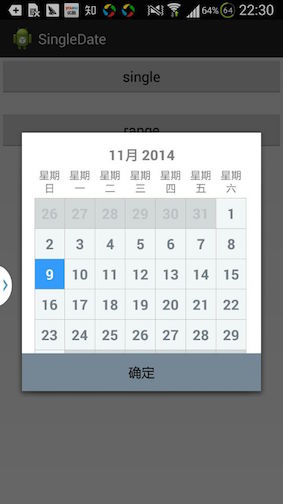 知 64% 64 22:30
SingleDate
single
range
11月 2014
星期日 星期一 星期二 星期三 星期四 星期五 星期六
26 27 28 29 30 31 1
2 3 4 5 6 7 8
9 10 11 12 13 14 15
16 17 18 19 20 21 22
23 24 25 26 27 28 29
确定